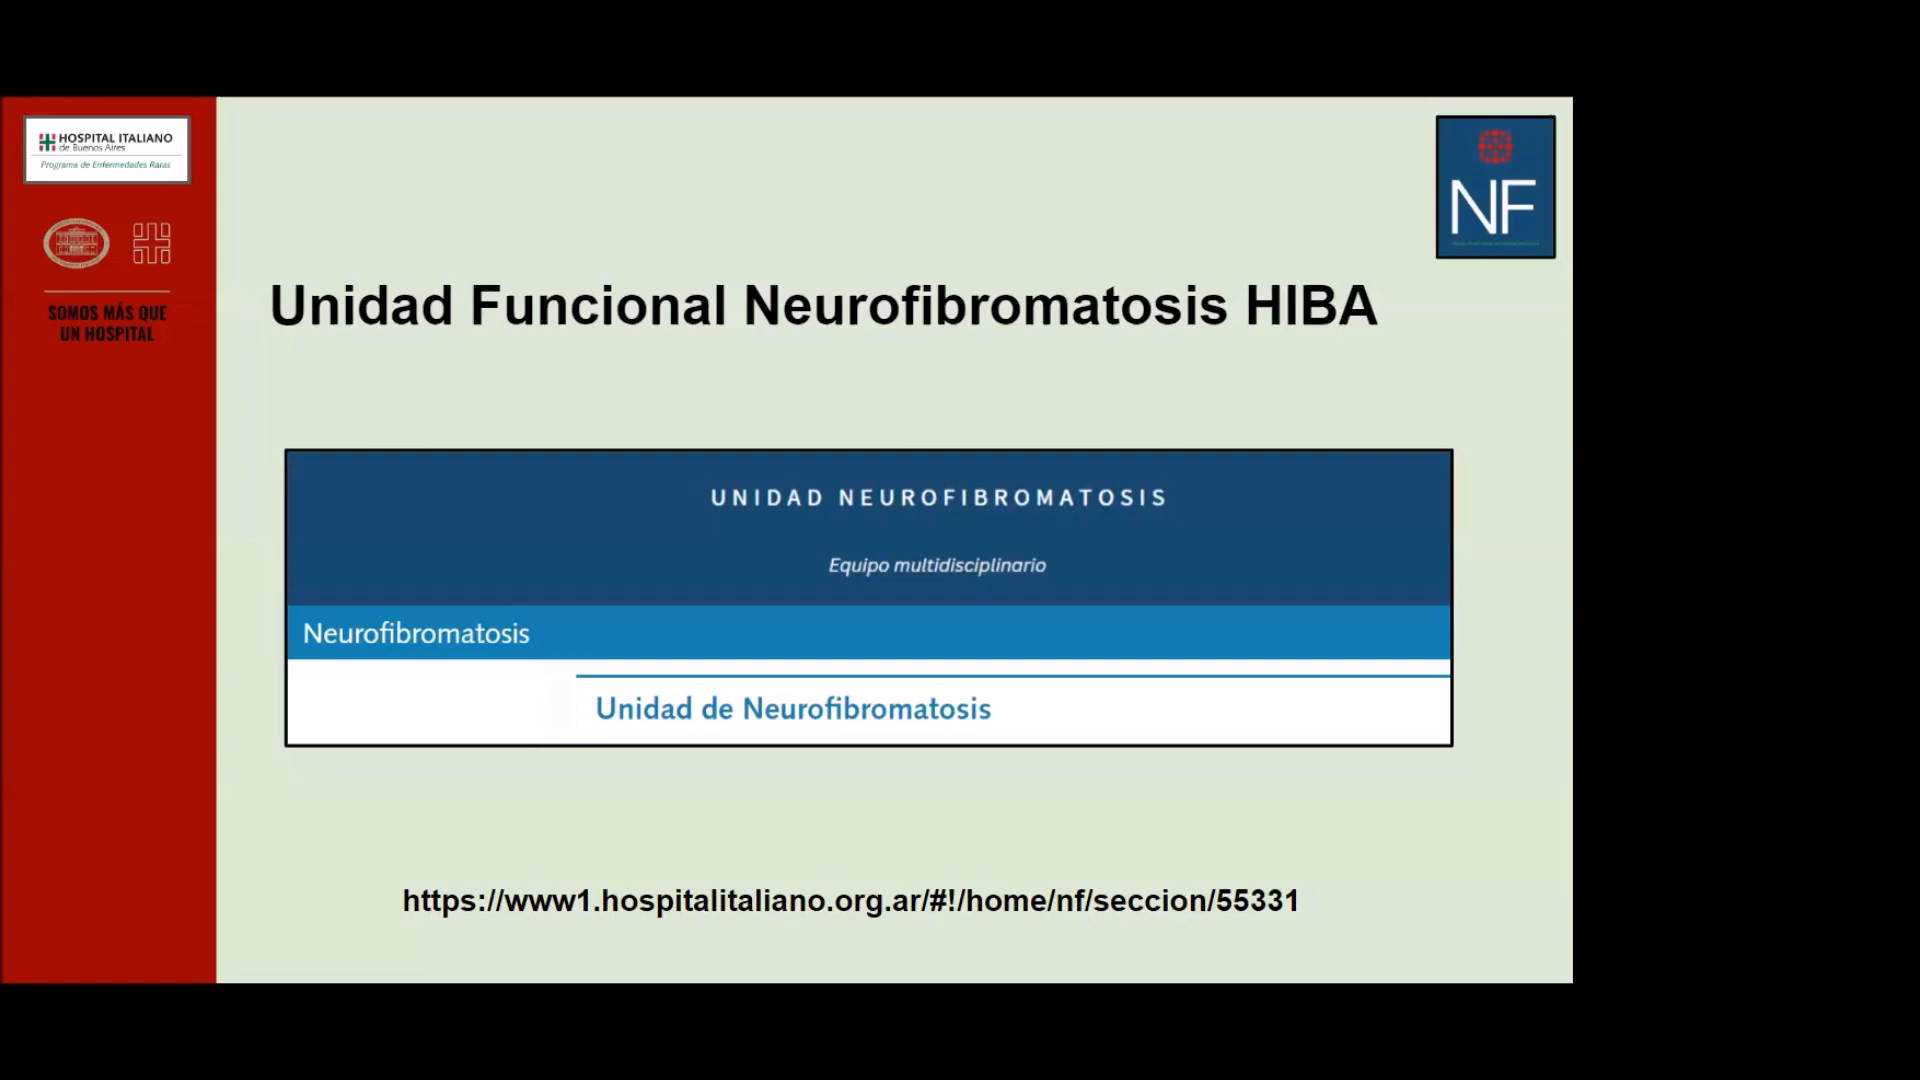 HOSPITAL ITALIANO
de Buenos Aires
Programa de Enfermedades Raras
SOMOS MÁS QUE
UN HOSPITAL
NF
Unidad Funcional Neurofibromatosis HIBA
UNIDAD NEUROFIBROMATOSIS
Equipo multidisciplinario
Neurofibromatosis
Unidad de Neurofibromatosis
https://www1.hospitalitaliano.org.ar/#!/home/nf/seccion/55331